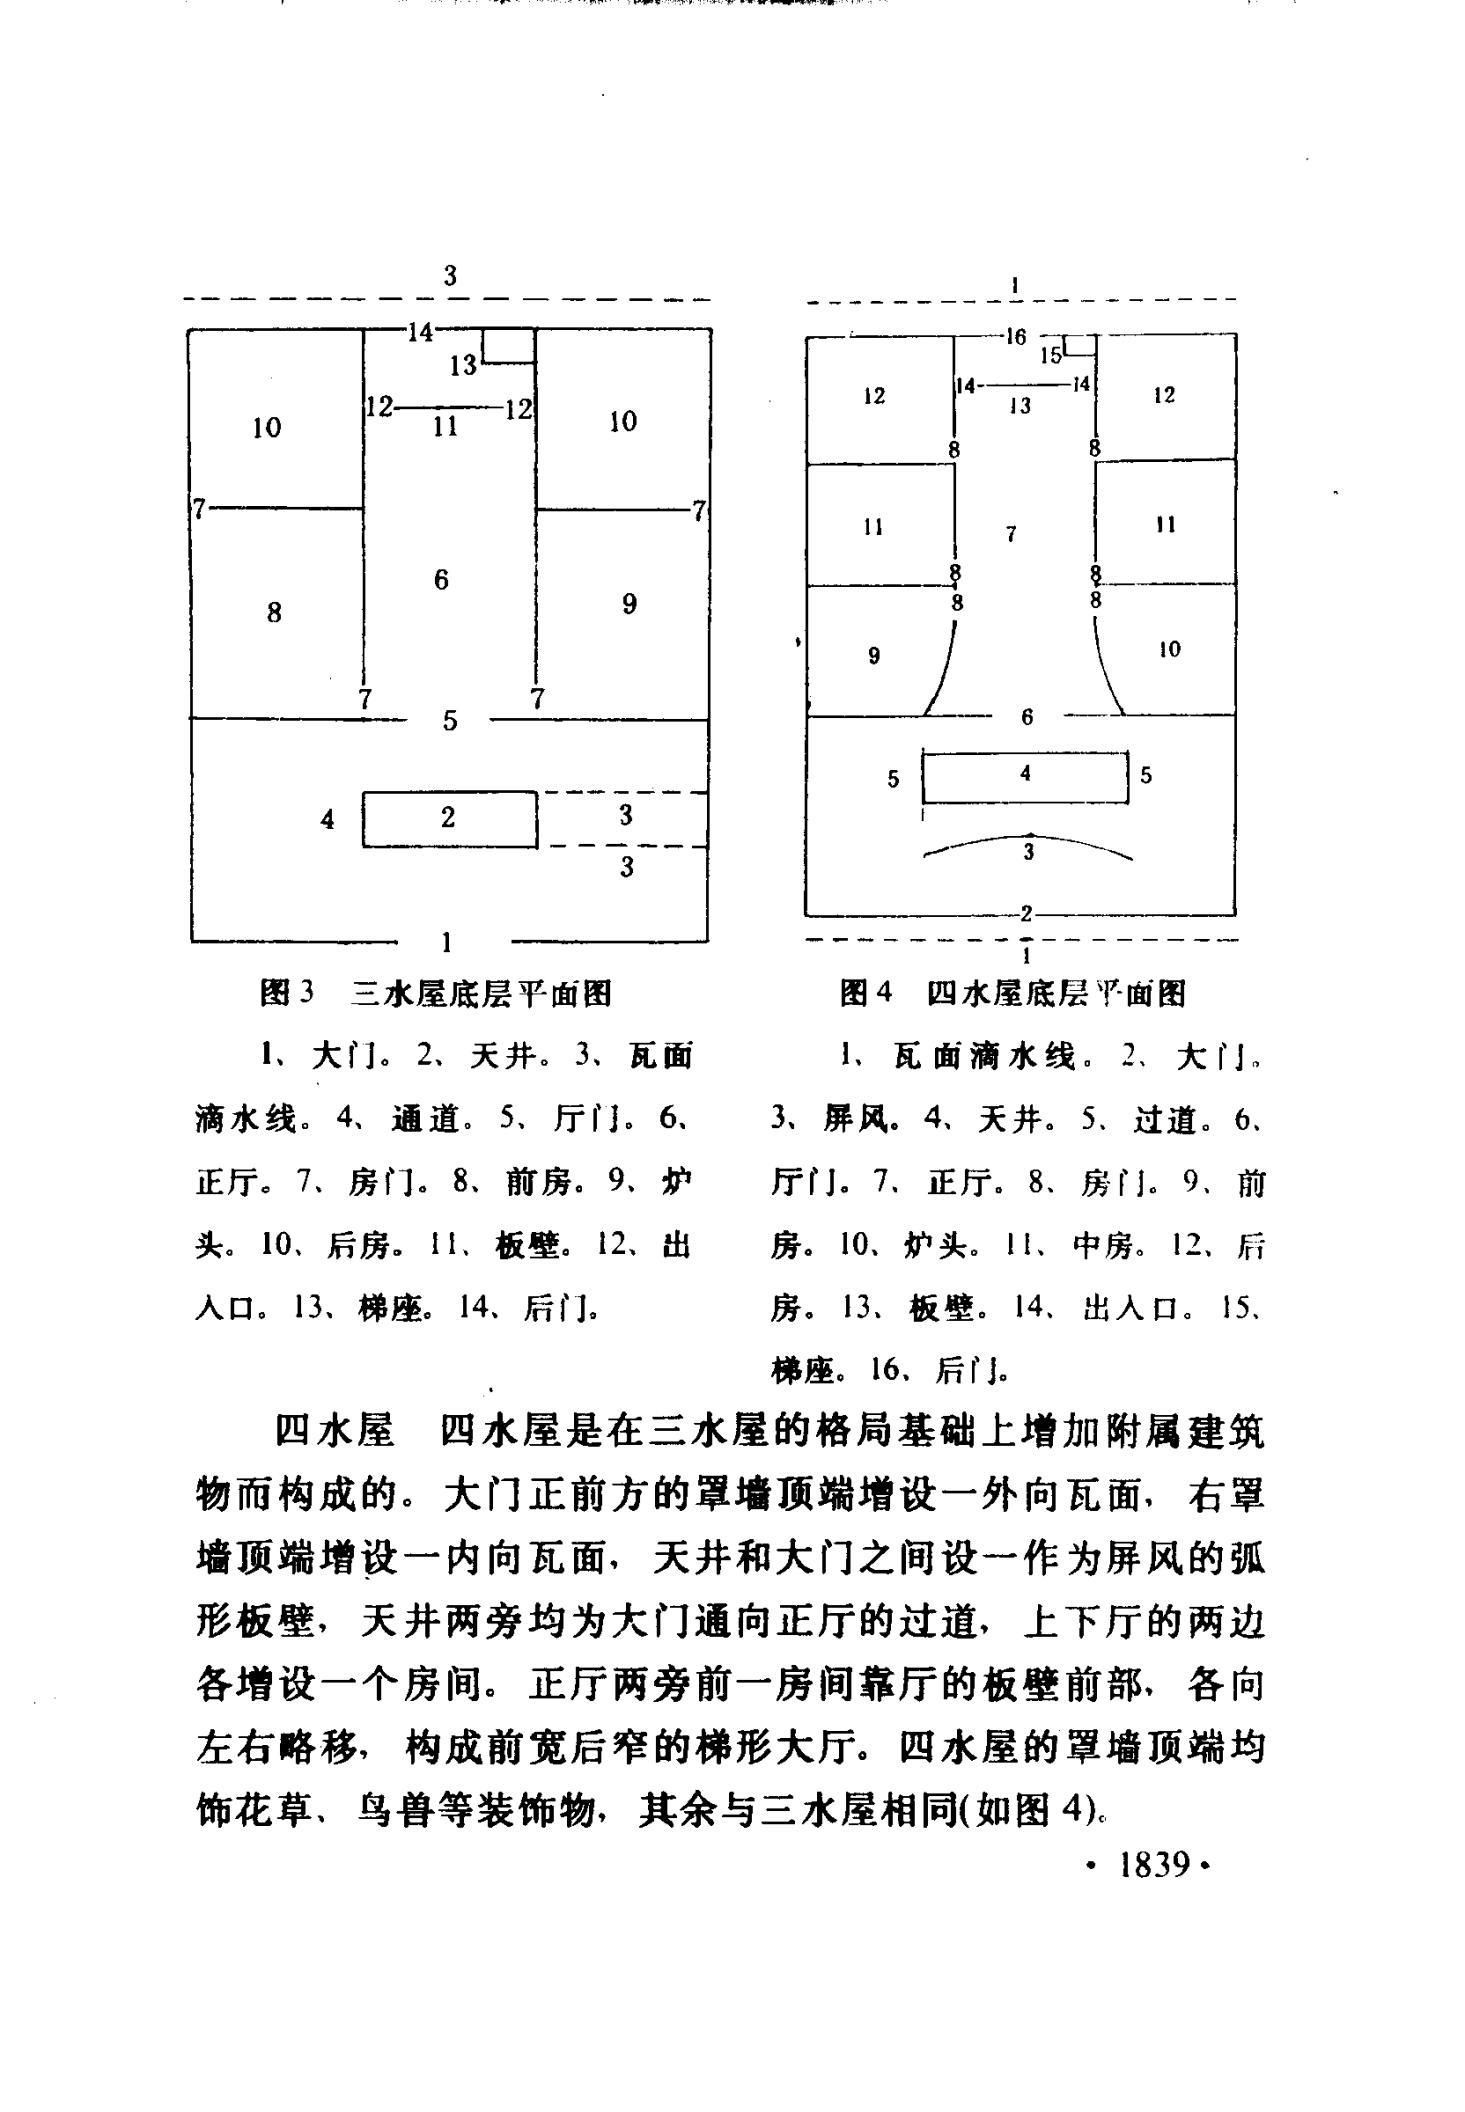 3
14
13
12 12
11
10 10
7 7
6
8 9
7 7
5
4 2 3
3
1
图3 三水屋底层平面图
1、大门。2、天井。3、瓦面
滴水线。4、通道。5、厅门。6、
正厅。7、房门。8、前房。9、炉
头。10、后房。11、板壁。12、出
入口。13、梯座。14、后门。
1
16
15
14 14
12 13 12
8 8
11 7 11
8 8
8 8
9 10
6
5 4 5
3
2
1
图4 四水屋底层平面图
1、瓦面滴水线。2、大门。
3、屏风。4、天井。5、过道。6、
厅门。7、正厅。8、房门。9、前
房。10、炉头。11、中房。12、后
房。13、板壁。14、出入口。15、
梯座。16、后门。
四水屋 四水屋是在三水屋的格局基础上增加附属建筑
物而构成的。大门正前方的罩墙顶端增设一外向瓦面，右罩
墙顶端增设一内向瓦面，天井和大门之间设一作为屏风的弧
形板壁，天井两旁均为大门通向正厅的过道，上下厅的两边
各增设一个房间。正厅两旁前一房间靠厅的板壁前部，各向
左右略移，构成前宽后窄的梯形大厅。四水屋的罩墙顶端均
饰花草、鸟兽等装饰物，其余与三水屋相同(如图4)。
·1839·